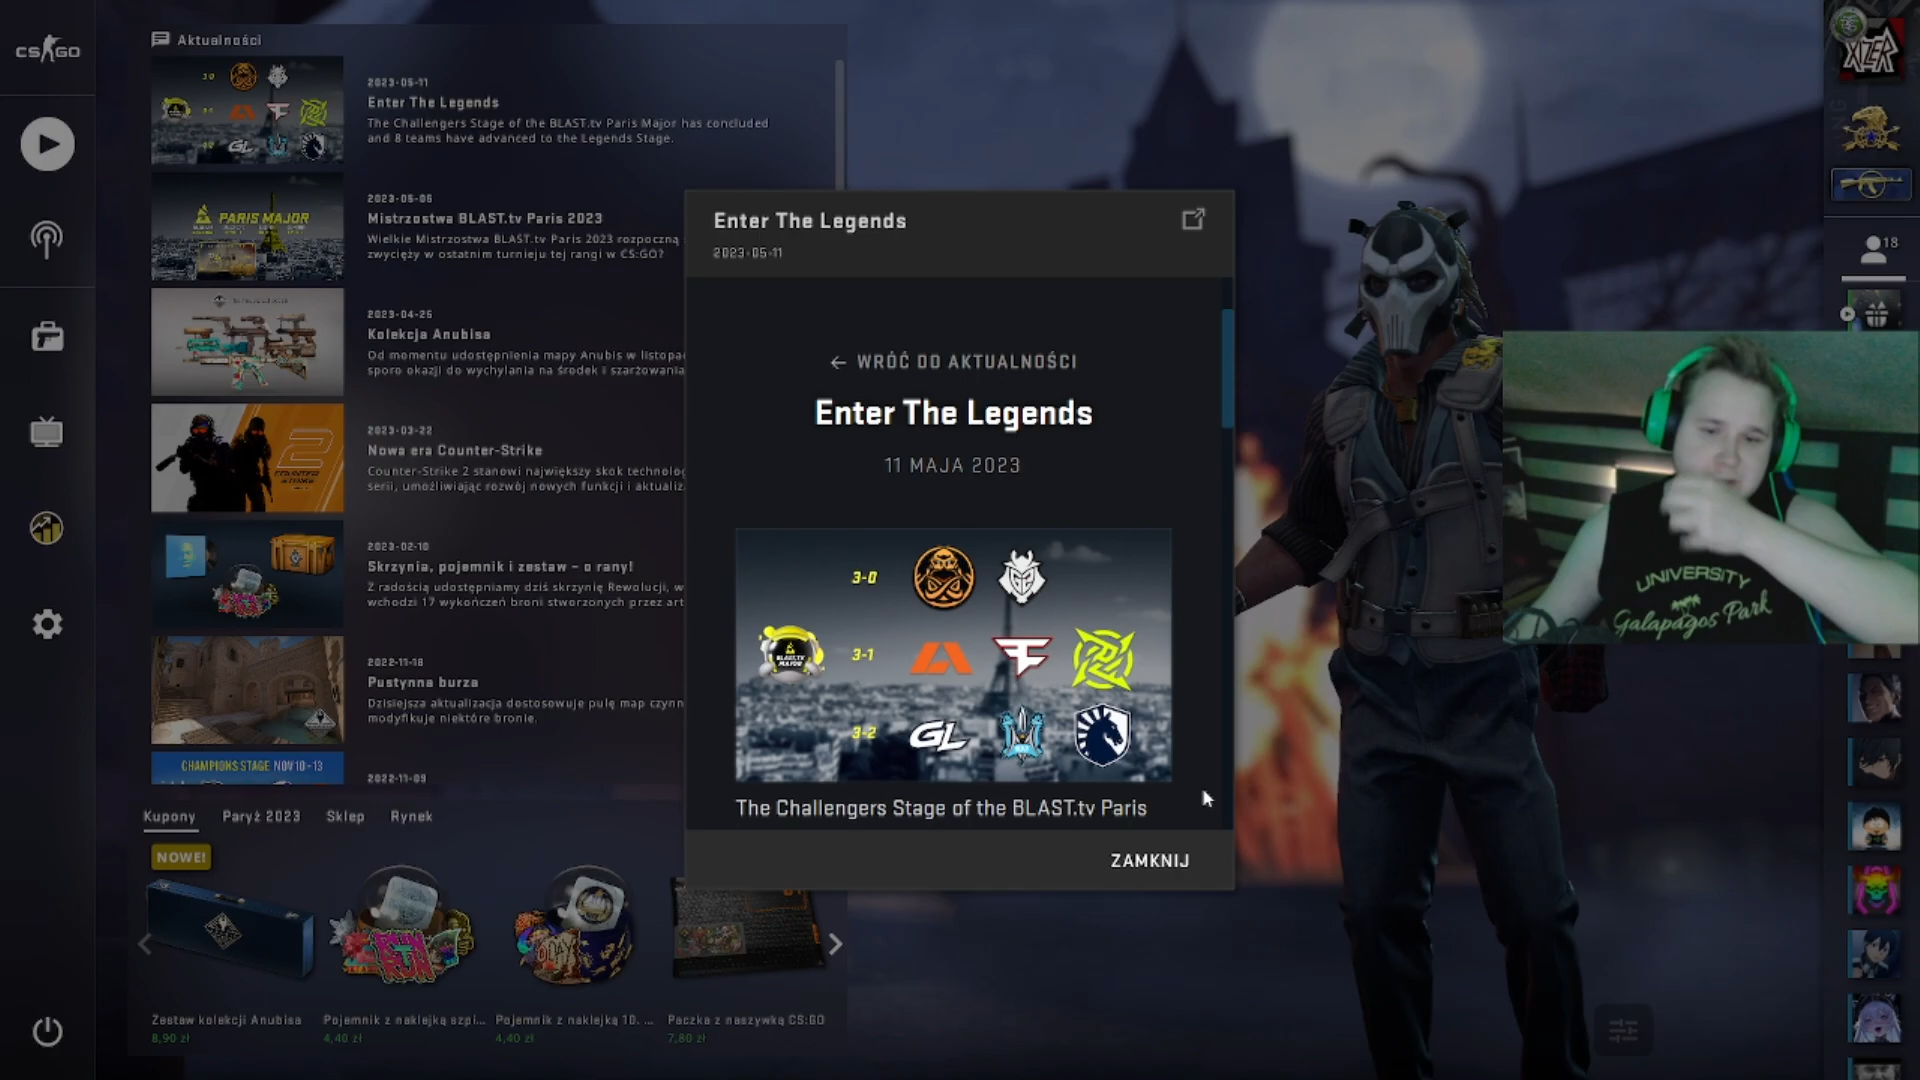 CS GO
Aktualności
2023-05-11
Enter The Legends
The Challengers Stage of the BLAST.tv Paris Major has concluded
and 8 teams have advanced to the Legends Stage.
PARIS MAJOR
2023-05-05
Mistrzostwa BLAST.tv Paris 2023
Wielkie Mistrzostwa BLAST.tv Paris 2023 rozpoczną
zwycięży w ostatnim turnieju tej rangi w CS:GO?
2023-04-25
Kolekcja Anubisa
Od momentu udostępnienia mapy Anubis w listopa
sporo okazji do wychylania na środek i szarżowania
2
2023-03-22
Nowa era Counter-Strike
Counter-Strike 2 stanowi największy skok technolo
serii, umożliwiając rozwój nowych funkcji i aktualiz
2023-02-10
Skrzynia, pojemnik i zestaw – o rany!
Z radością udostępniamy dziś skrzynię Rewolucji, w
wchodzi 17 wykończeń broni stworzonych przez art
2022-11-18
Pustynna burza
Dzisiejsza aktualizacja dostosowuje pulę map czynn
modyfikuje niektóre bronie.
CHAMPIONS STAGE NOV 10-13
2022-11-09
Enter The Legends
2023-05-11
← WRÓĆ DO AKTUALNOŚCI
Enter The Legends
11 MAJA 2023
3-0
G2
BLAST.TV MAJOR
3-1
3-2
GL
The Challengers Stage of the BLAST.tv Paris
ZAMKNIJ
Kupony Paryż 2023 Sklep Rynek
NOWE!
Zestaw kolekcji Anubisa
8,90 zł
Pojemnik z naklejką szpi...
4,40 zł
Pojemnik z naklejką 10. ...
4,40 zł
Paczka z naszywką CS:GO
7,80 zł
XIZER
18
UNIVERSITY
Galapagos Park